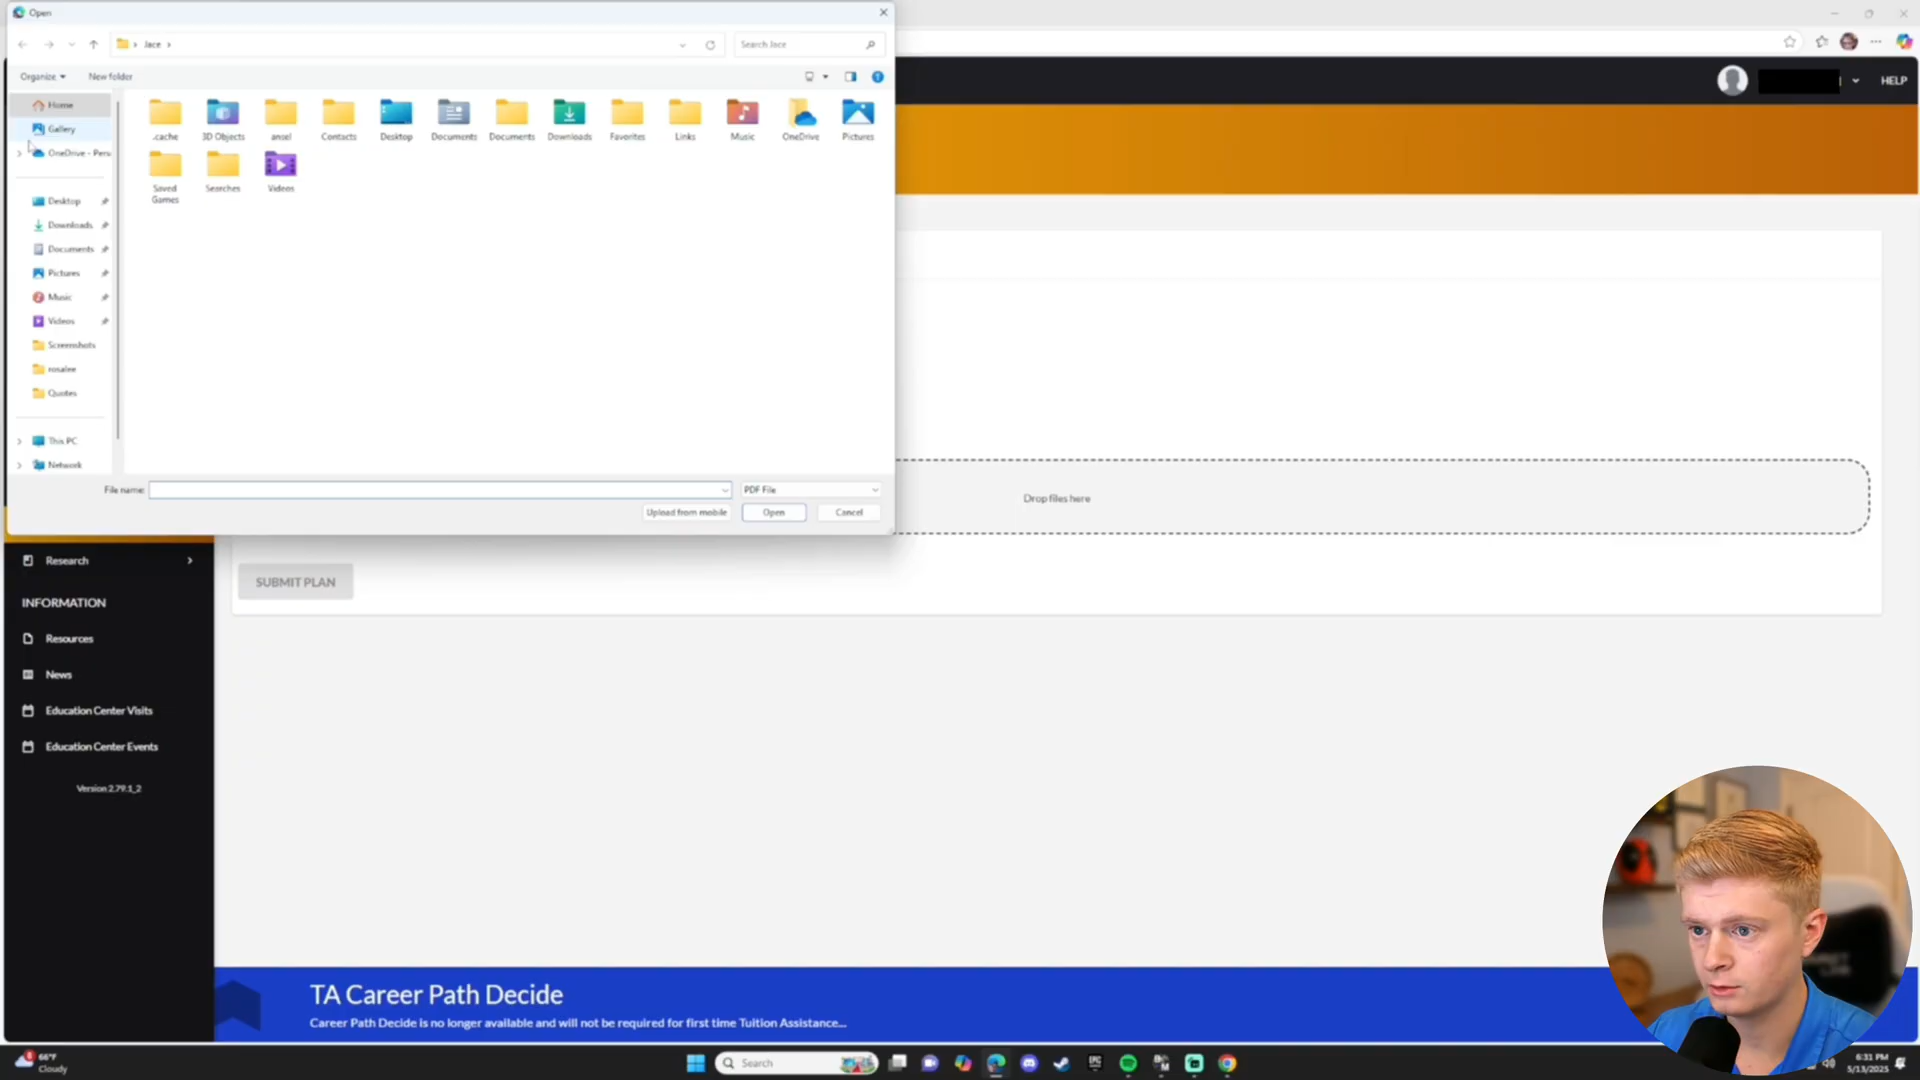 Open
Jace
Search Jace
HELP
Organize
New folder
Home
Gallery
OneDrive - Pers
Desktop
Downloads
Documents
Pictures
Music
Videos
Screenshots
rosalee
Quotes
This PC
Network
.cache
3D Objects
ansel
Contacts
Desktop
Documents
Documents
Downloads
Favorites
Links
Music
OneDrive
Pictures
Saved Games
Searches
Videos
File name:
PDF File
Upload from mobile
Open
Cancel
Drop files here
Research
SUBMIT PLAN
INFORMATION
Resources
News
Education Center Visits
Education Center Events
Version 2.79.1_2
TA Career Path Decide
Career Path Decide is no longer available and will not be required for first time Tuition Assistance...
66°F
Cloudy
Search
6:31 PM
5/13/2025